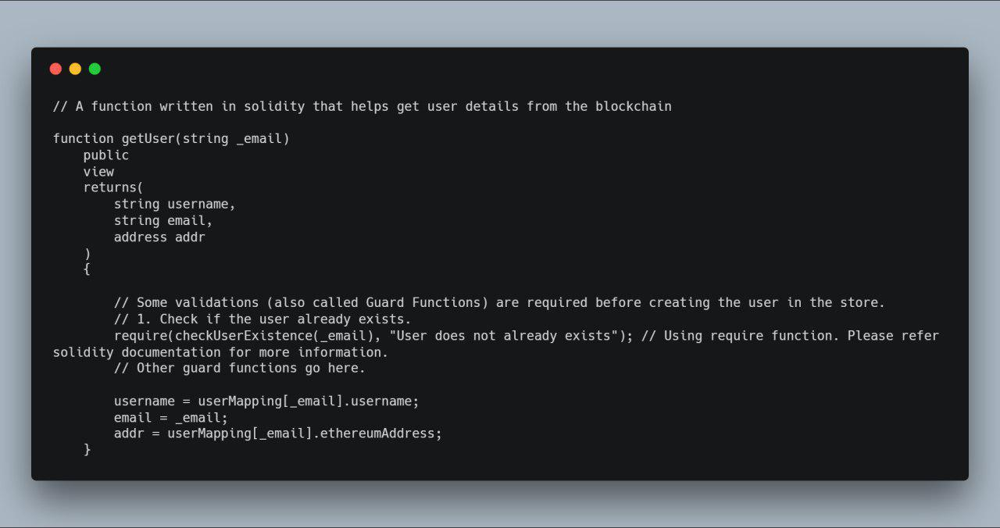 // A function written in solidity that helps get user details from the blockchain
function getUser(string _email)
public
view
returns(
string username,
string email,
address addr
)
{
// Some validations (also called Guard Functions) are required before creating the user in the store.
// 1. Check if the user already exists.
require(checkUserExistence(_email), "User does not already exists"); // Using require function. Please refer
solidity documentation for more information.
// Other guard functions go here.
username = userMapping[_email].username;
email = _email;
addr = userMapping[_email].ethereumAddress;
}